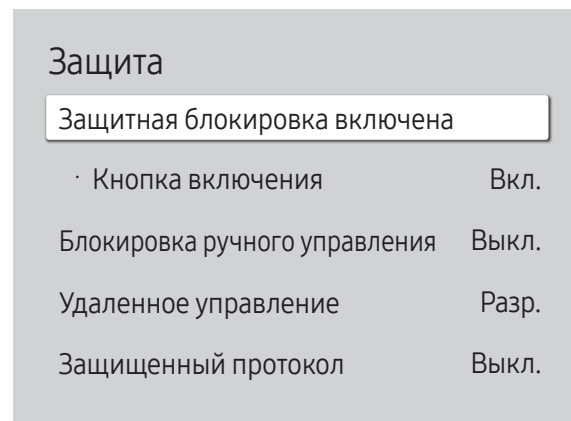 Защита
Защитная блокировка включена
· Кнопка включения Вкл.
Блокировка ручного управления Выкл.
Удаленное управление Разр.
Защищенный протокол Выкл.